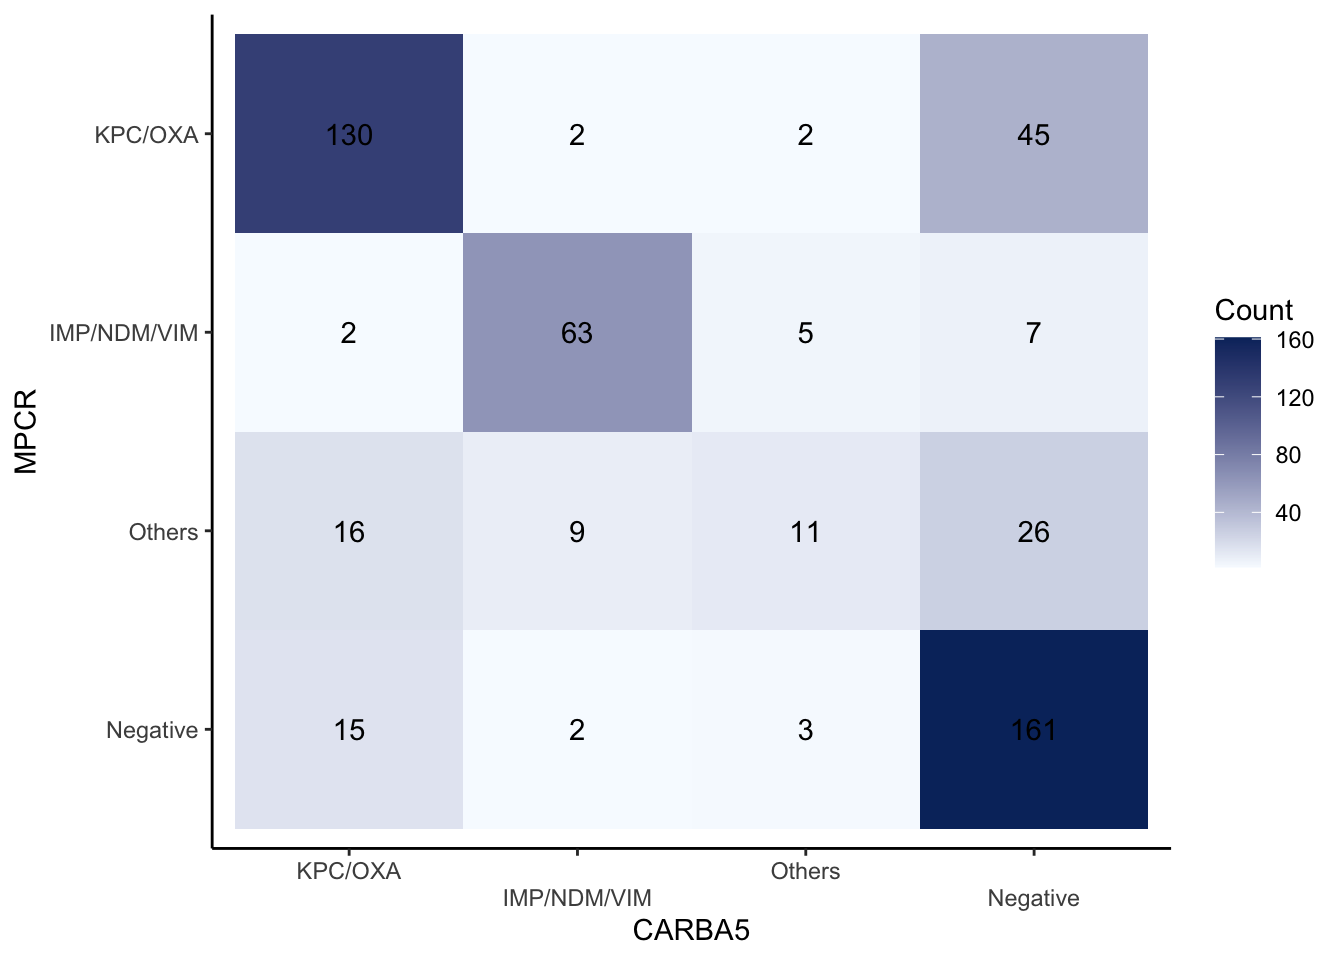 KPC/OXA 130 2 2 45
IMP/NDM/VIM 2 63 5 7
Others 16 9 11 26
Negative 15 2 3 161
MPCR
KPC/OXA Others
IMP/NDM/VIM Negative
CARBA5
Count
160
120
80
40